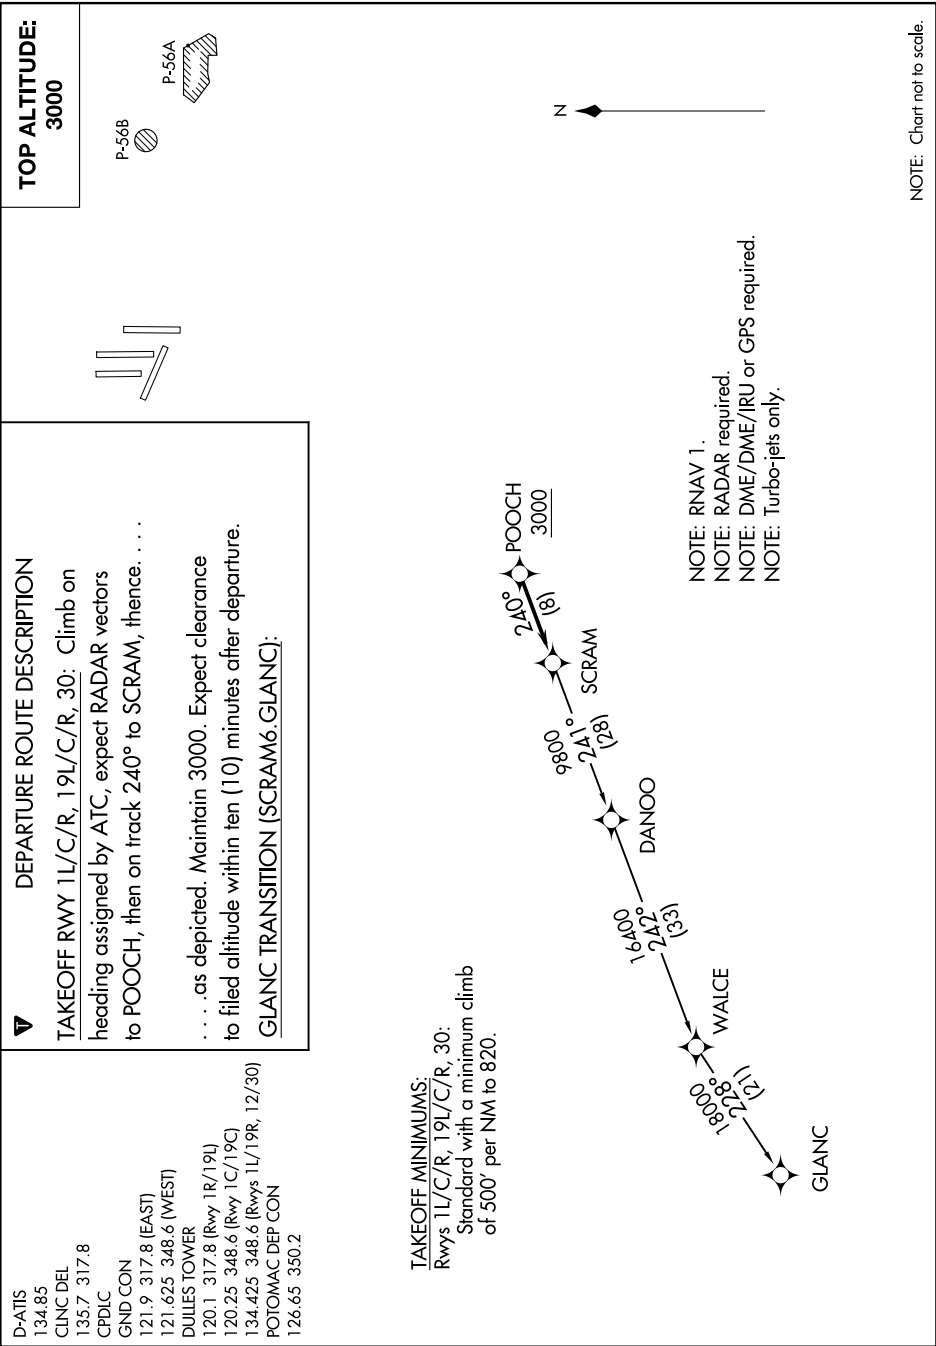 D-ATIS
134.85
CLNC DEL
135.7 317.8
CPDLC
GND CON
121.9 317.8 (EAST)
121.625 348.6 (WEST)
DULLES TOWER
120.1 317.8 (Rwy 1R/19L)
120.25 348.6 (Rwy 1C/19C)
134.425 348.6 (Rwys 1L/19R, 12/30)
POTOMAC DEP CON
126.65 350.2
T
DEPARTURE ROUTE DESCRIPTION
TAKEOFF RWY 1L/C/R, 19L/C/R, 30: Climb on
heading assigned by ATC, expect RADAR vectors
to POOCH, then on track 240° to SCRAM, thence. . . .
. . . .as depicted. Maintain 3000. Expect clearance
to filed altitude within ten (10) minutes after departure.
GLANC TRANSITION (SCRAM6.GLANC):
TOP ALTITUDE:
3000
P-56B
P-56A
N
TAKEOFF MINIMUMS:
Rwys 1L/C/R, 19L/C/R, 30:
Standard with a minimum climb
of 500' per NM to 820.
POOCH
3000
240°
(8)
SCRAM
9800
241°
(28)
DANOO
16400
242°
(33)
WALCE
18000
228°
(21)
GLANC
NOTE: RNAV 1.
NOTE: RADAR required.
NOTE: DME/DME/IRU or GPS required.
NOTE: Turbo-jets only.
NOTE: Chart not to scale.